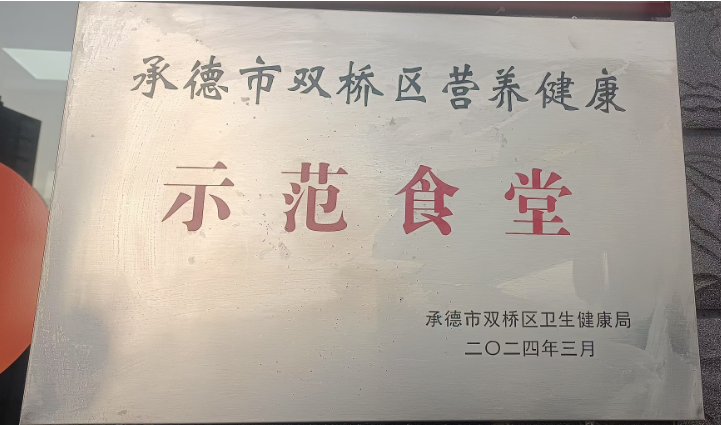 承德市双桥区营养健康
示范食堂
承德市双桥区卫生健康局
二〇二四年三月